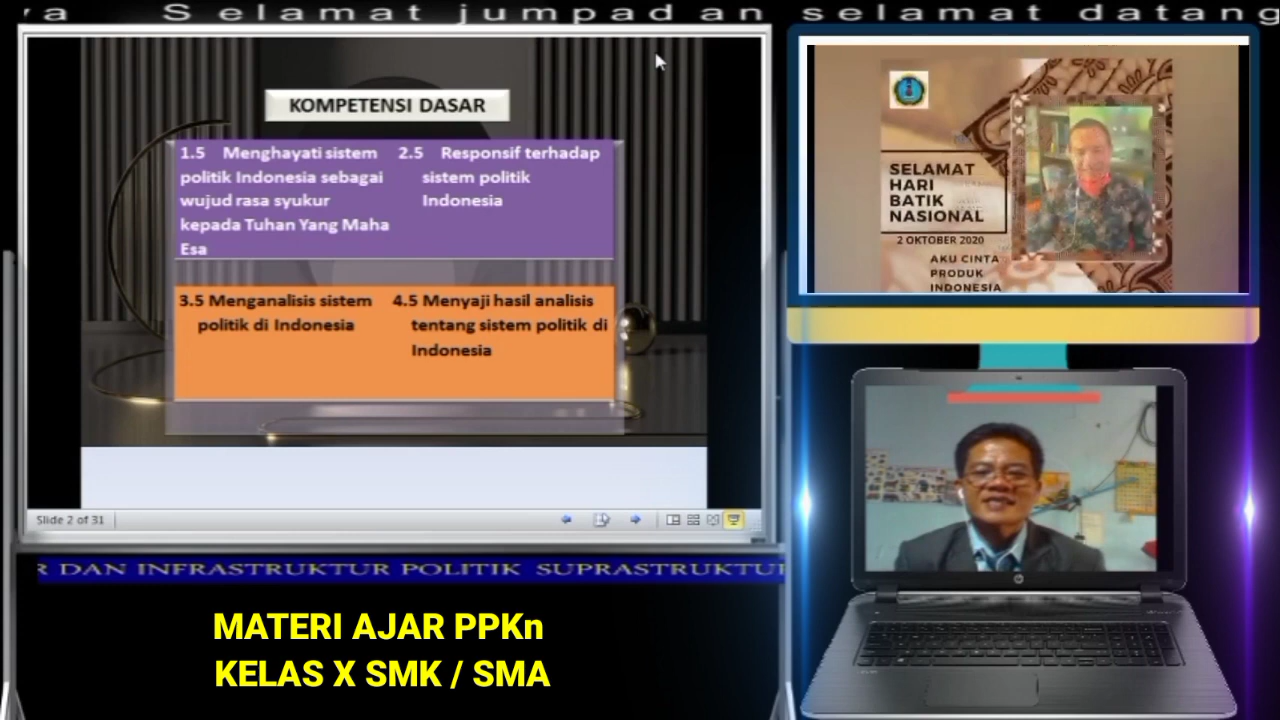 Selamat jumpad an selamat datang
KOMPETENSI DASAR
1.5 Menghayati sistem
politik Indonesia sebagai
wujud rasa syukur
kepada Tuhan Yang Maha
Esa
2.5 Responsif terhadap
sistem politik
Indonesia
3.5 Menganalisis sistem
politik di Indonesia
4.5 Menyaji hasil analisis
tentang sistem politik di
Indonesia
Slide 2 of 31
DAN INFRASTRUKTUR POLITIK SUPRASTRUKTU
MATERI AJAR PPKn
KELAS X SMK / SMA
SELAMAT
HARI
BATIK
NASIONAL
2 OKTOBER 2020
AKU CINTA
PRODUK
INDONESIA